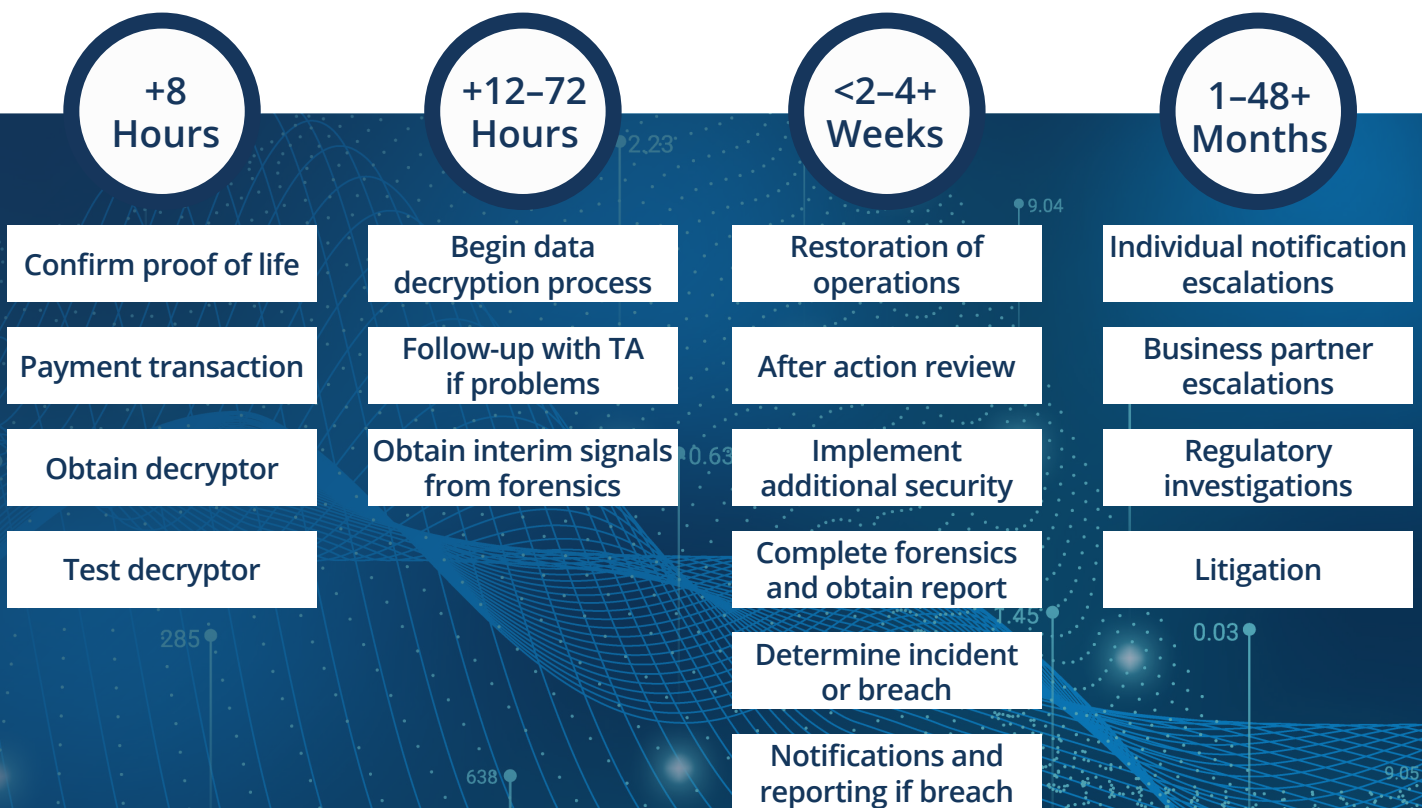 +8
Hours
Confirm proof of life
Payment transaction
Obtain decryptor
Test decryptor
+12–72
Hours
Begin data
decryption process
Follow-up with TA
if problems
Obtain interim signals
from forensics
<2–4+
Weeks
Restoration of
operations
After action review
Implement
additional security
Complete forensics
and obtain report
Determine incident
or breach
Notifications and
reporting if breach
1–48+
Months
Individual notification
escalations
Business partner
escalations
Regulatory
investigations
Litigation
2.23
9.04
0.63
1.45
0.03
285
638
9.05